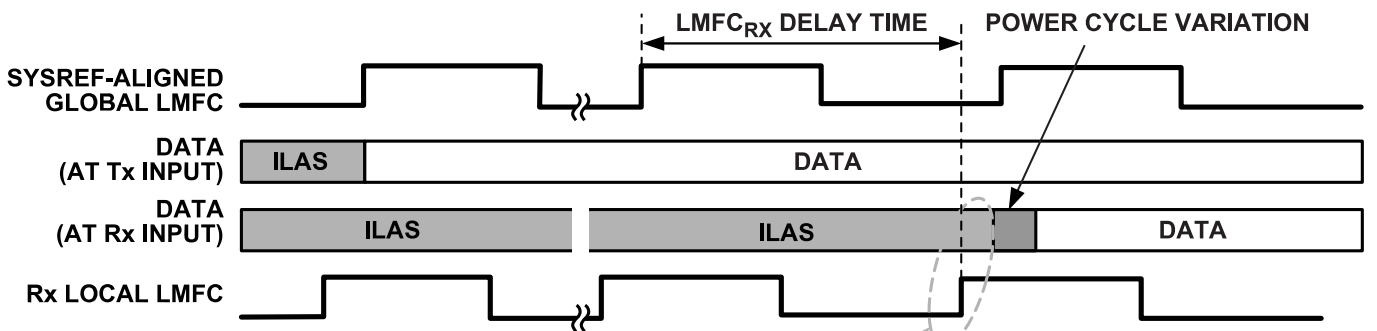 LMFCRX DELAY TIME
POWER CYCLE VARIATION
SYSREF-ALIGNED
GLOBAL LMFC
DATA
(AT Tx INPUT)
ILAS
DATA
DATA
(AT Rx INPUT)
ILAS
ILAS
DATA
Rx LOCAL LMFC